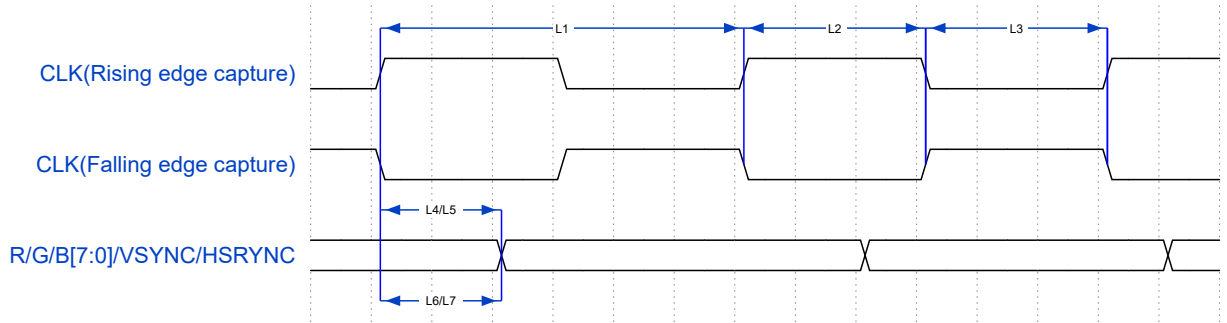 L1 L2 L3
CLK(Rising edge capture)
CLK(Falling edge capture)
L4/L5
R/G/B[7:0]/VSYNC/HSRYNC
L6/L7